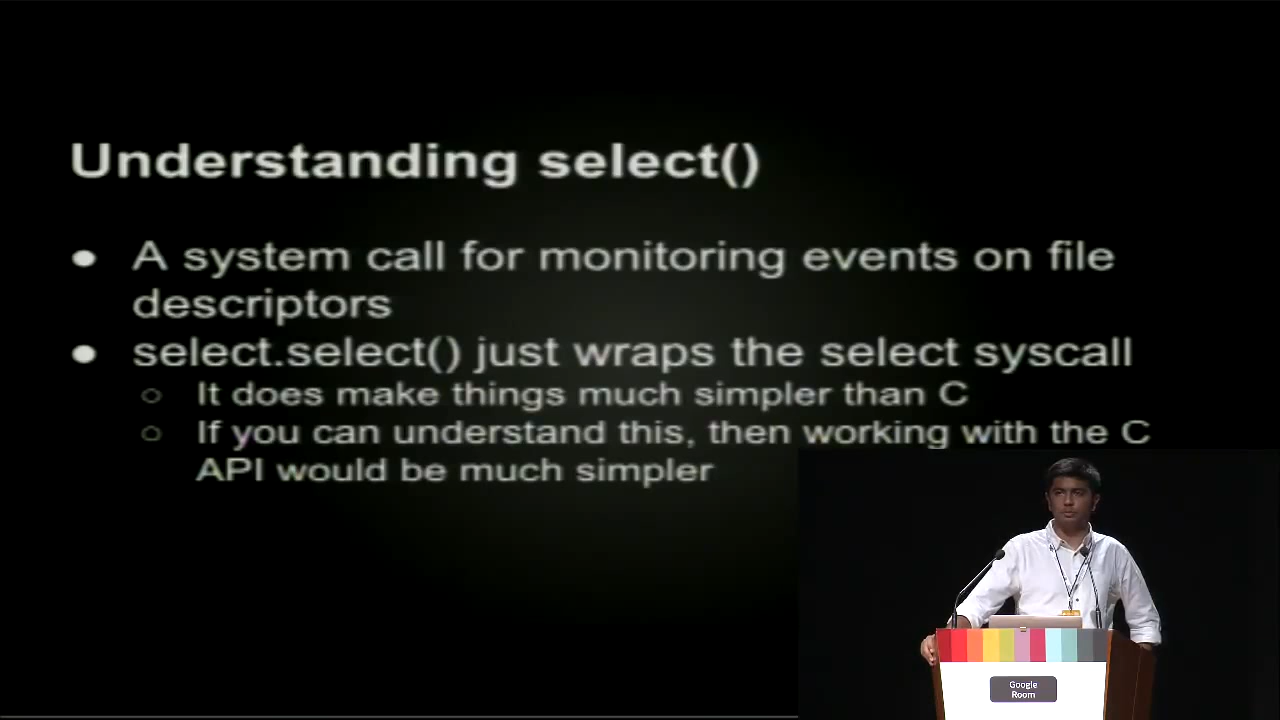 Understanding select()
● A system call for monitoring events on file
descriptors
● select.select() just wraps the select syscall
○ It does make things much simpler than C
○ If you can understand this, then working with the C
API would be much simpler
Google
Room